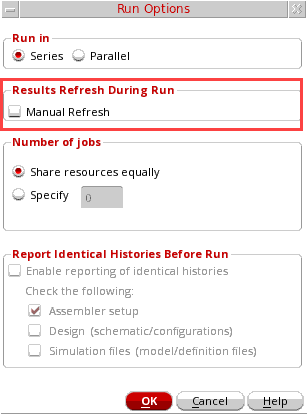 Run Options
Run in
Series Parallel
Results Refresh During Run
Manual Refresh
Number of jobs
Share resources equally
Specify 0
Report Identical Histories Before Run
Enable reporting of identical histories
Check the following:
Assembler setup
Design (schematic/configurations)
Simulation files (model/definition files)
OK Cancel Help